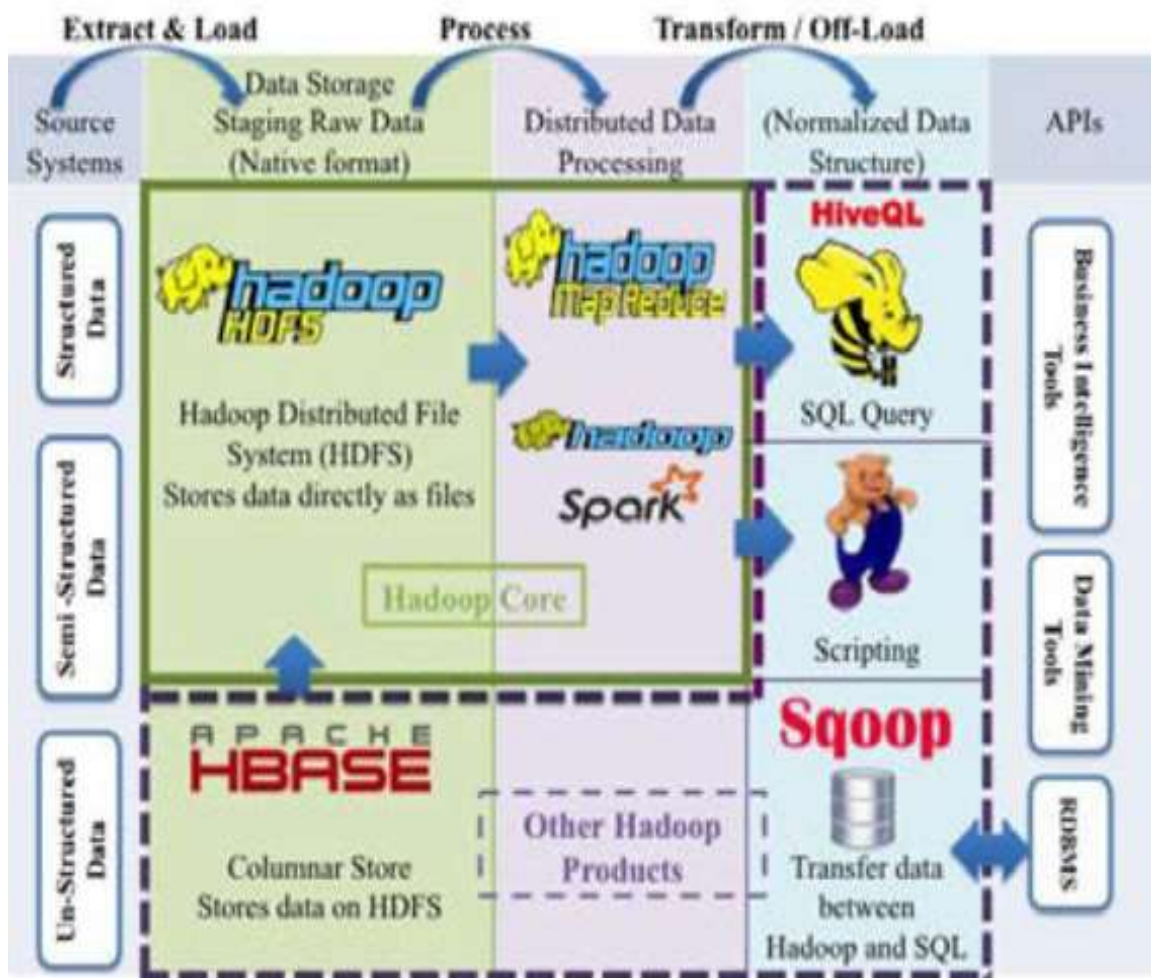 Extract & Load
Process
Transform / Off-Load
Source
Systems
Data Storage
Staging Raw Data
(Native format)
Distributed Data
Processing
(Normalized Data
Structure)
APIs
Structured
Data
Semi -Structured
Data
Un-Structured
Data
hadoop
HDFS
Hadoop Distributed File
System (HDFS)
Stores data directly as files
hadoop
Map Reduce
hadoop
Spark
Hadoop Core
HiveQL
SQL Query
Scripting
APACHE
HBASE
Columnar Store
Stores data on HDFS
Other Hadoop
Products
Sqoop
Transfer data
between
Hadoop and SQL
Business Intelligence
Tools
Data Mining
Tools
RDBMS